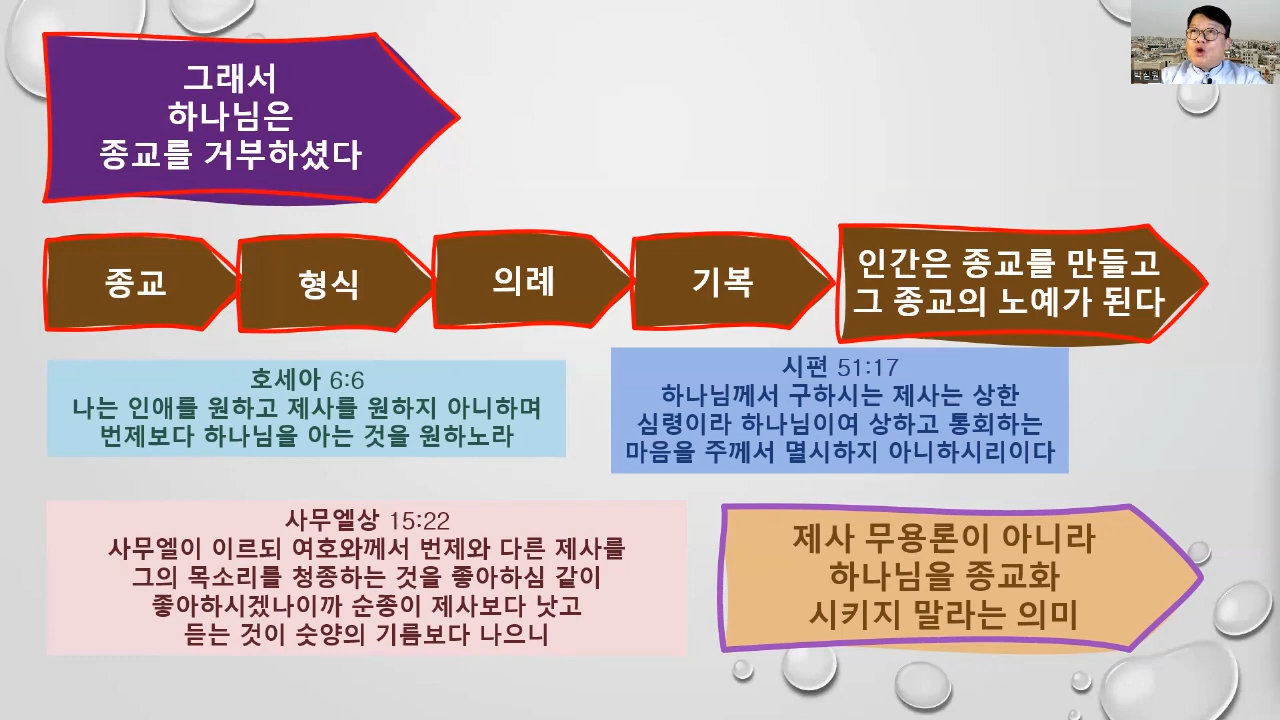 그래서
하나님은
종교를 거부하셨다
박순원
종교
형식
의례
기복
인간은 종교를 만들고
그 종교의 노예가 된다
호세아 6:6
나는 인애를 원하고 제사를 원하지 아니하며
번제보다 하나님을 아는 것을 원하노라
시편 51:17
하나님께서 구하시는 제사는 상한
심령이라 하나님이여 상하고 통회하는
마음을 주께서 멸시하지 아니하시리이다
사무엘상 15:22
사무엘이 이르되 여호와께서 번제와 다른 제사를
그의 목소리를 청종하는 것을 좋아하심 같이
좋아하시겠나이까 순종이 제사보다 낫고
듣는 것이 숫양의 기름보다 나으니
제사 무용론이 아니라
하나님을 종교화
시키지 말라는 의미